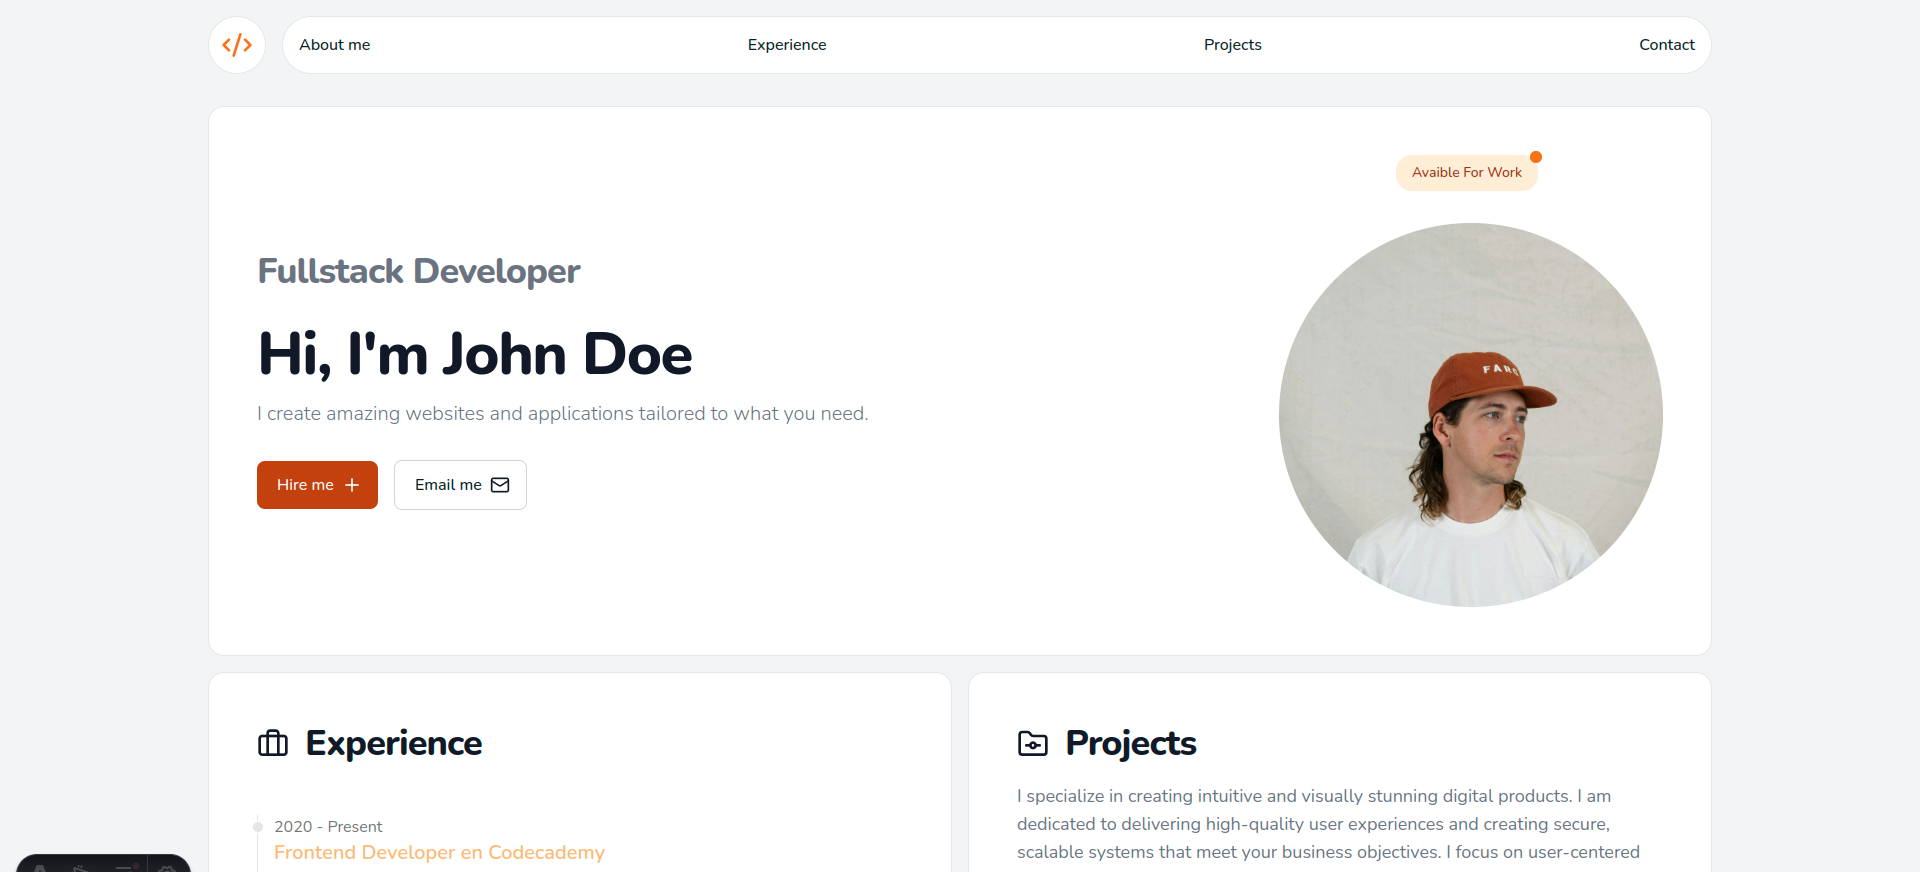 About me
Experience
Projects
Contact
Avaible For Work
Fullstack Developer
Hi, I'm John Doe
I create amazing websites and applications tailored to what you need.
Hire me
Email me
Experience
2020 - Present
Frontend Developer en Codecademy
Projects
I specialize in creating intuitive and visually stunning digital products. I am
dedicated to delivering high-quality user experiences and creating secure,
scalable systems that meet your business objectives. I focus on user-centered